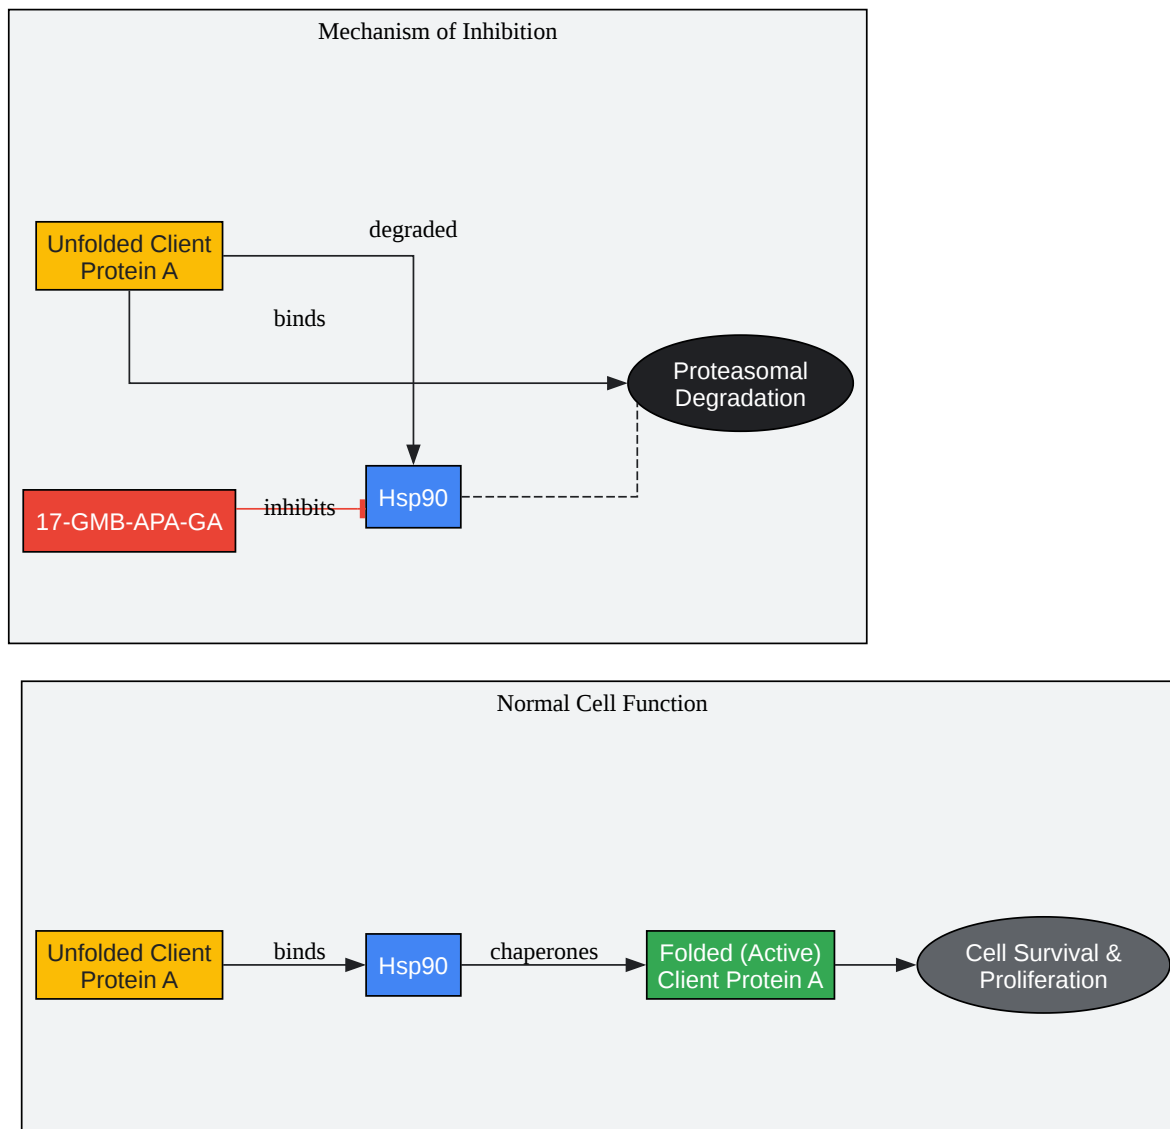 Mechanism of Inhibition
degraded
Unfolded Client
Protein A
binds
Proteasomal
Degradation
Hsp90
inhibits
17-GMB-APA-GA
Normal Cell Function
Unfolded Client
Protein A
binds
Hsp90
chaperones
Folded (Active)
Client Protein A
Cell Survival &
Proliferation